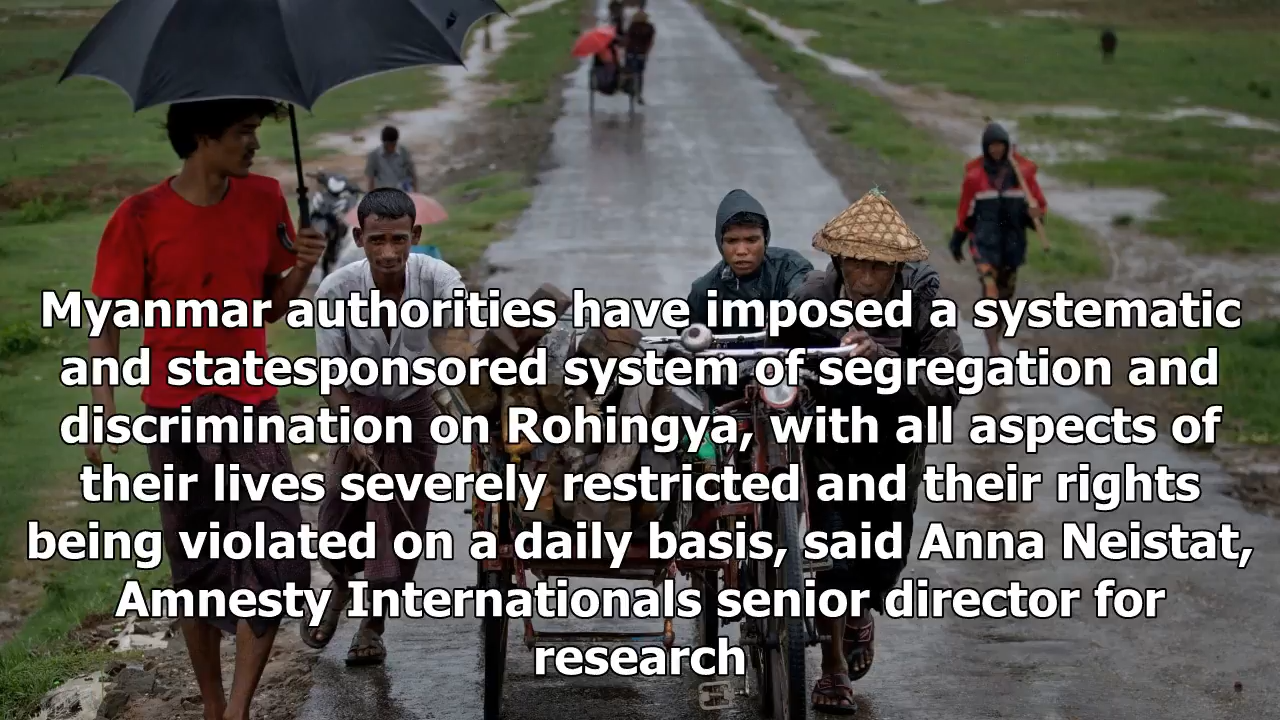 Myanmar authorities have imposed a systematic
and statesponsored system of segregation and
discrimination on Rohingya, with all aspects of
their lives severely restricted and their rights
being violated on a daily basis, said Anna Neistat,
Amnesty Internationals senior director for
research